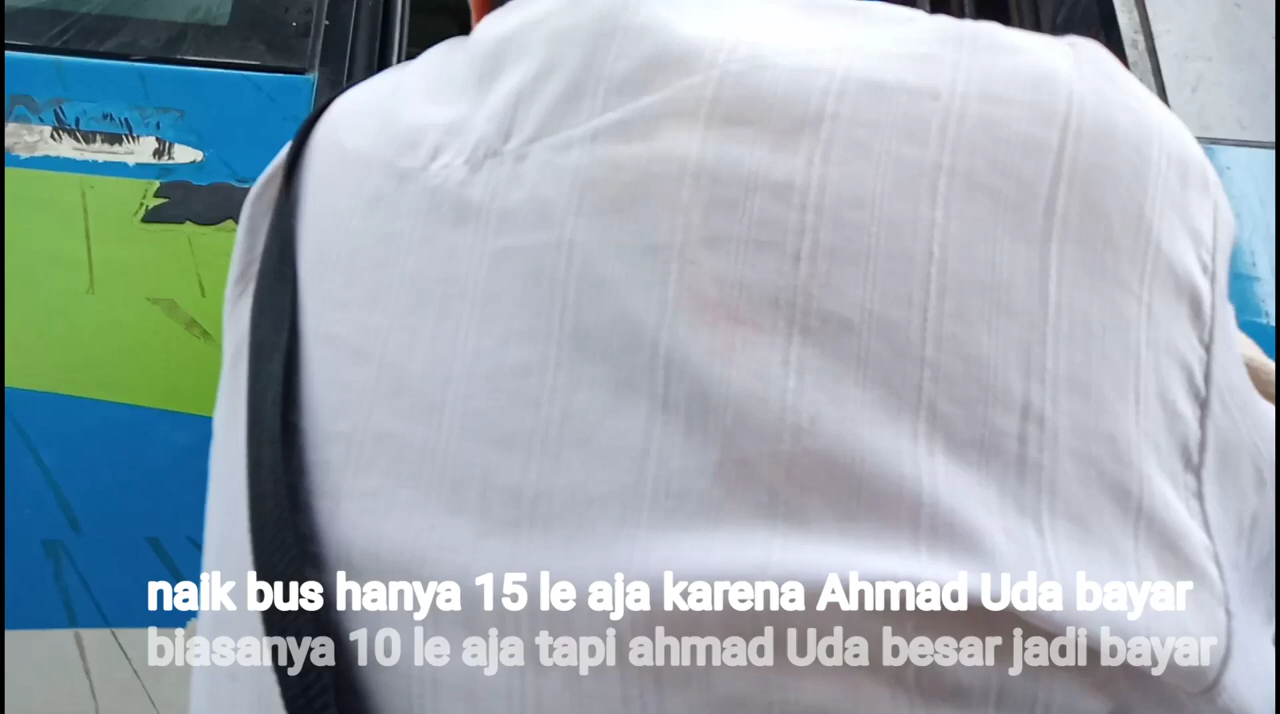 naik bus hanya 15 le aja karena Ahmad Uda bayar
biasanya 10 le aja tapi ahmad Uda besar jadi bayar